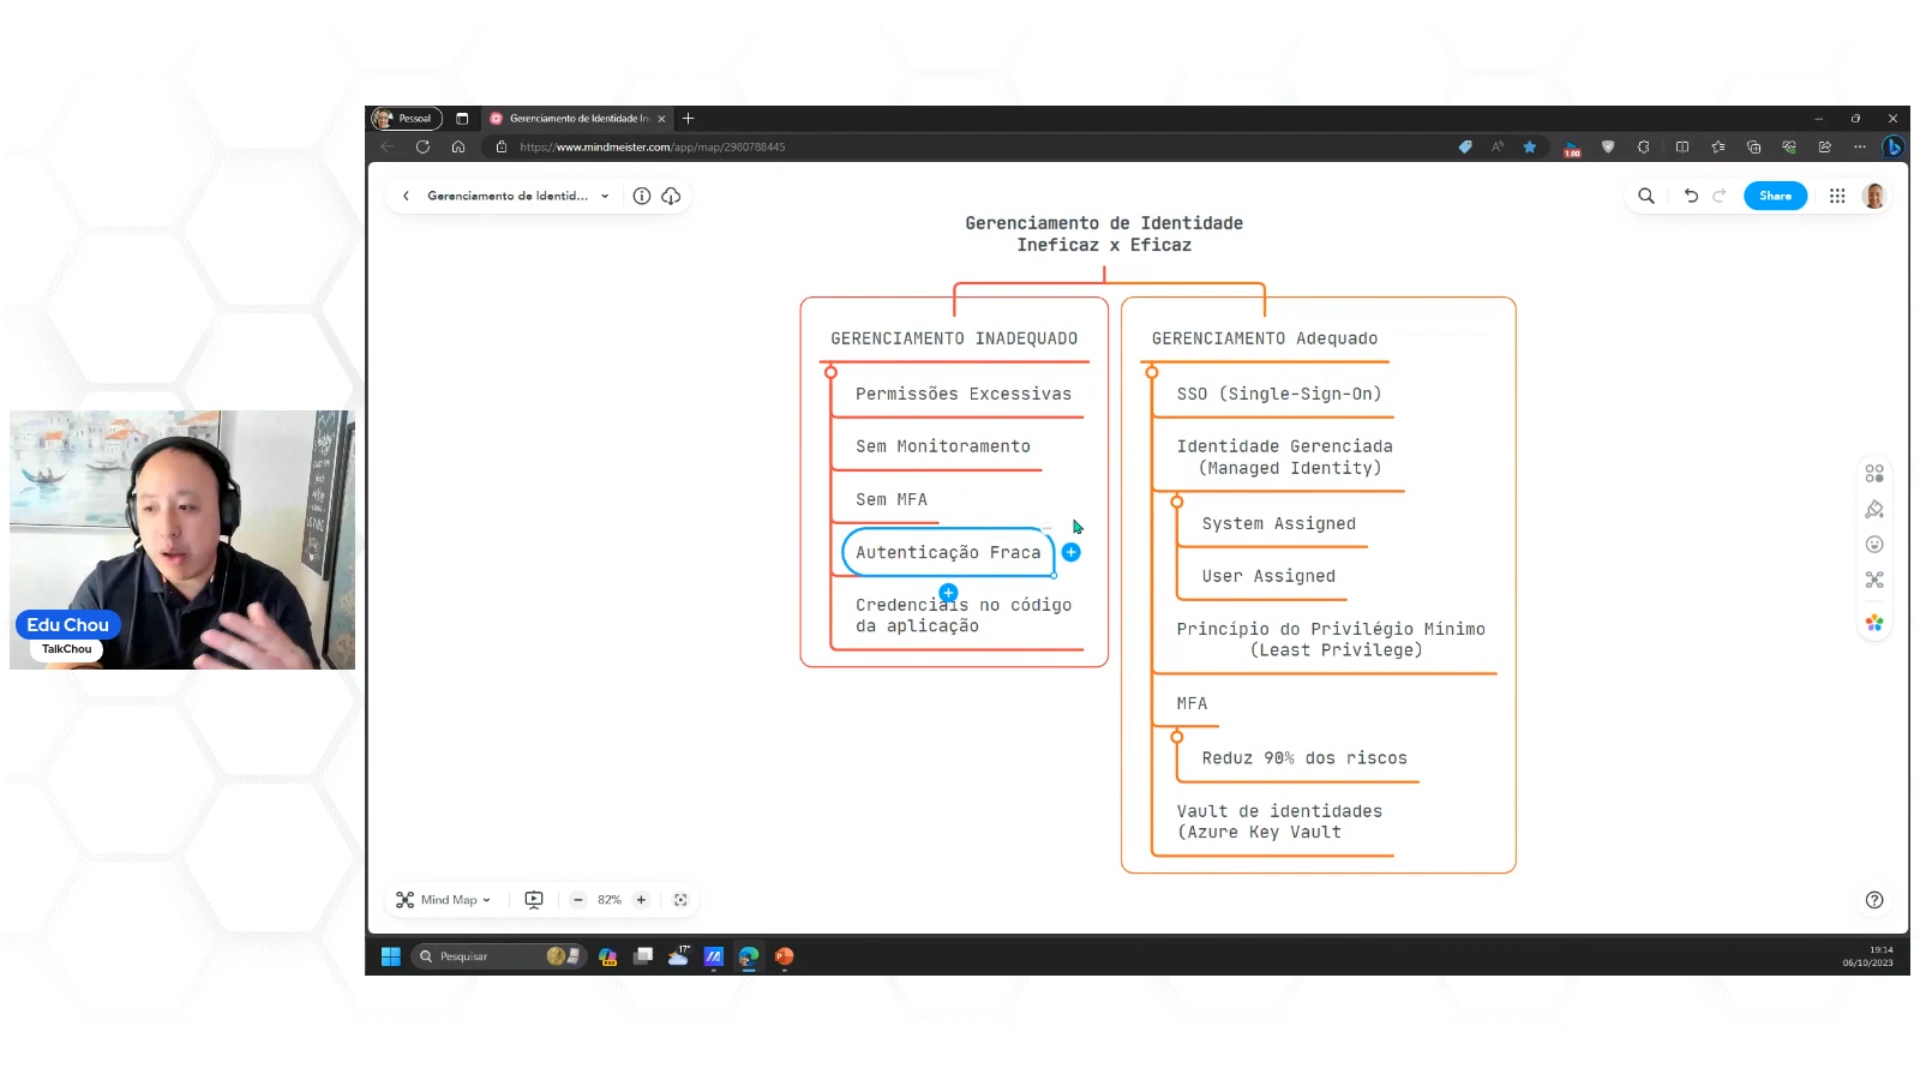 Pessoal
Gerenciamento de Identidade In
https://www.mindmeister.com/app/map/2980788445
1.00
Gerenciamento de Identid...
Share
Gerenciamento de Identidade
Ineficaz x Eficaz
GERENCIAMENTO INADEQUADO
Permissões Excessivas
Sem Monitoramento
Sem MFA
Autenticação Fraca
Credenciais no código
da aplicação
GERENCIAMENTO Adequado
SSO (Single-Sign-On)
Identidade Gerenciada
(Managed Identity)
System Assigned
User Assigned
Princípio do Privilégio Mínimo
(Least Privilege)
MFA
Reduz 90% dos riscos
Vault de identidades
(Azure Key Vault
Edu Chou
TalkChou
Mind Map
82%
Pesquisar
17°
19:14
06/10/2023